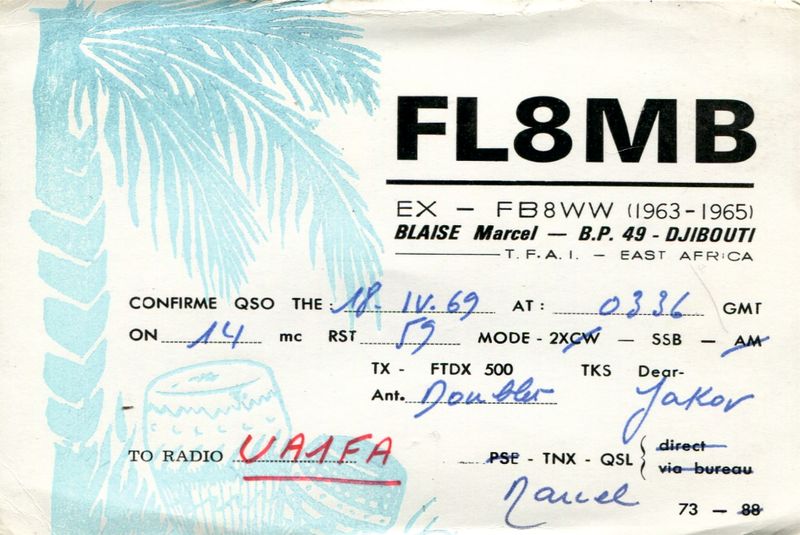 FL8MB
EX - FB8WW (1963-1965)
BLAISE Marcel - B.P. 49 - DJIBOUTI
T.F.A.I. - EAST AFRICA
CONFIRME QSO THE: 18.IV.69 AT: 0336 GMT
ON 14 mc RST 59 MODE - 2XCW - SSB - AM
TX - FTDX 500 TKS Dear-
Ant. Doublet Jakov
TO RADIO UA1FA PSE - TNX - QSL { direct
via bureau
Marcel
73 - 88